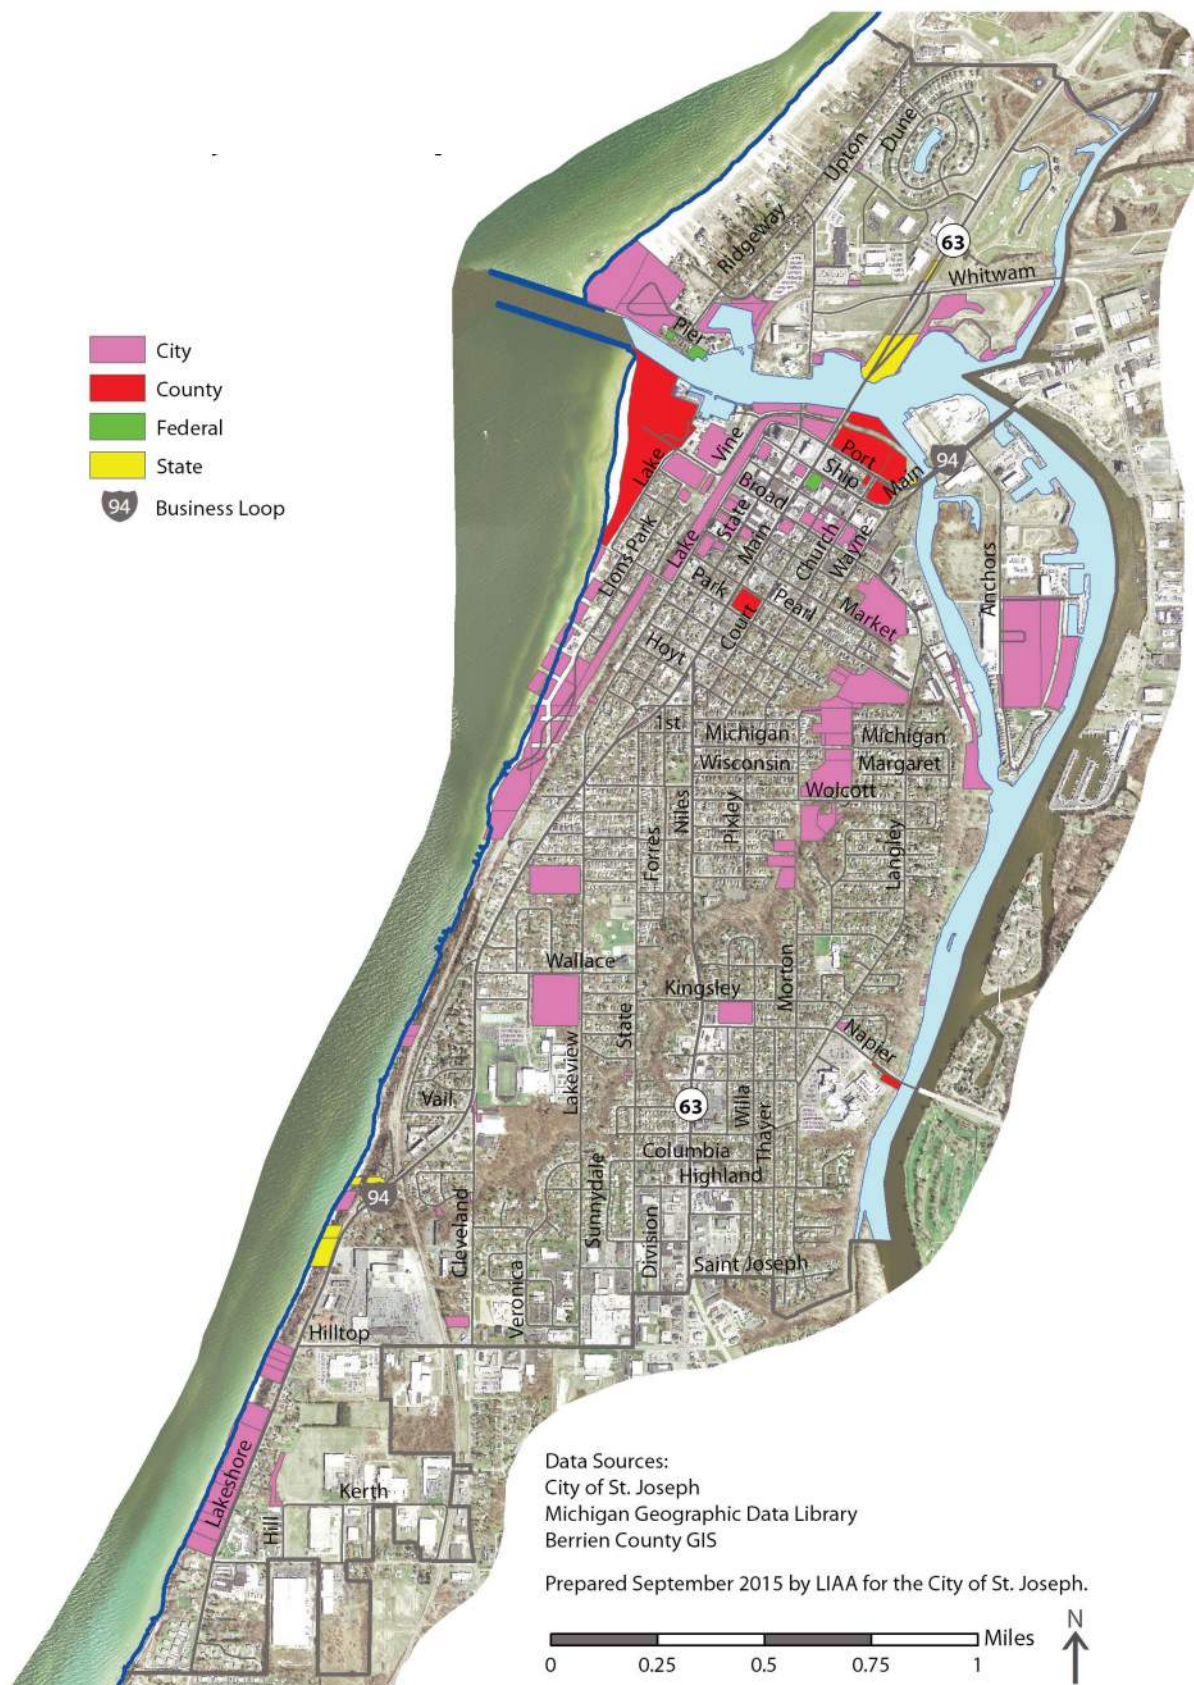 Upton
Dune
Ridgeway
63
Whitwam
Pier
City
County
Federal
State
94
Business Loop
Lake
Vine
Port
Ship
Main
94
Broad
State
Main
Church
Wayne
Lions Park
Lake
Park
Pearl
Market
Court
Hoyt
Anchors
1st
Michigan
Michigan
Wisconsin
Margaret
Wolcott
Forres
Niles
Pixley
Langley
Wallace
Kingsley
Morton
State
Napier
Lakeview
Vail
63
Willa
Thayer
Columbia
Highland
94
Cleveland
Sunnydale
Division
Saint Joseph
Veronica
Hilltop
Lakeshore
Kerth
Hill
Data Sources:
City of St. Joseph
Michigan Geographic Data Library
Berrien County GIS
Prepared September 2015 by LIAA for the City of St. Joseph.
N
Miles
0 0.25 0.5 0.75 1